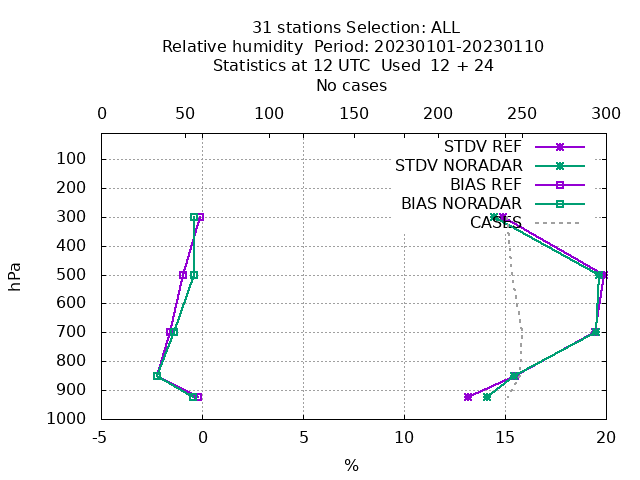 31 stations Selection: ALL
Relative humidity  Period: 20230101-20230110
Statistics at 12 UTC  Used  12 + 24
No cases
0 50 100 150 200 250 300
STDV REF
STDV NORADAR
BIAS REF
BIAS NORADAR
CASES
100
200
300
400
500
600
700
800
900
1000
hPa
-5 0 5 10 15 20
%